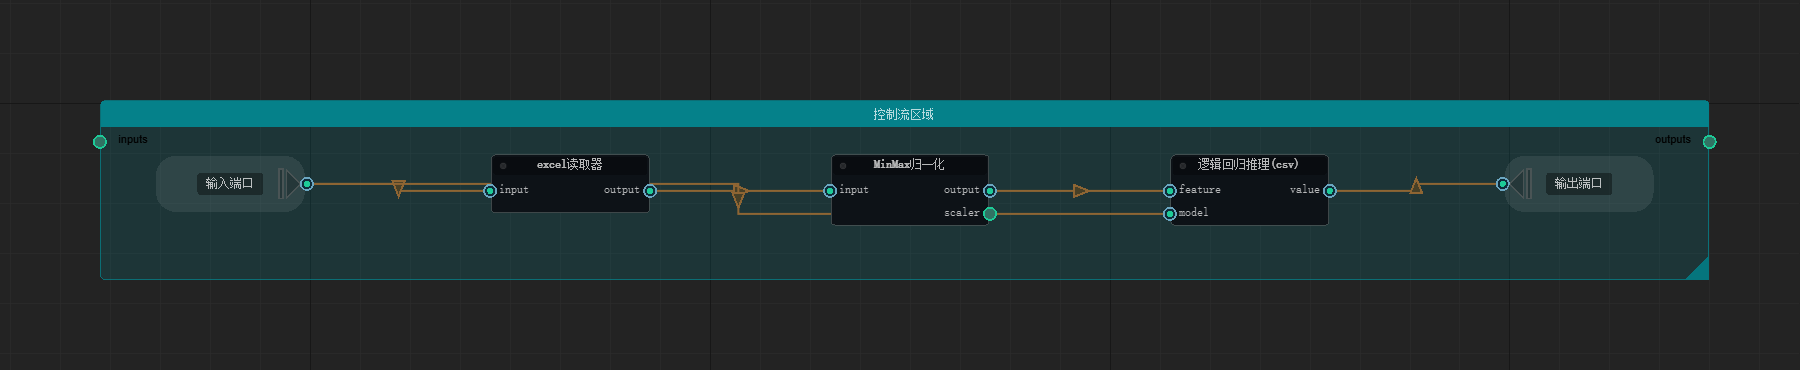 控制流区域
inputs
outputs
输入端口
excel读取器
input
output
MinMax归一化
input
output
scaler
逻辑回归推理(csv)
feature
value
model
输出端口